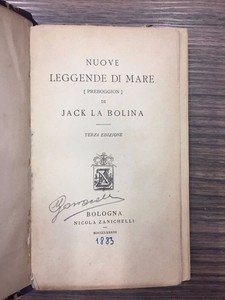 NUOVE
LEGGENDE DI MARE
[PREBOGGION]
DI
JACK LA BOLINA
TERZA EDIZIONE
BOLOGNA
NICOLA ZANICHELLI
1883